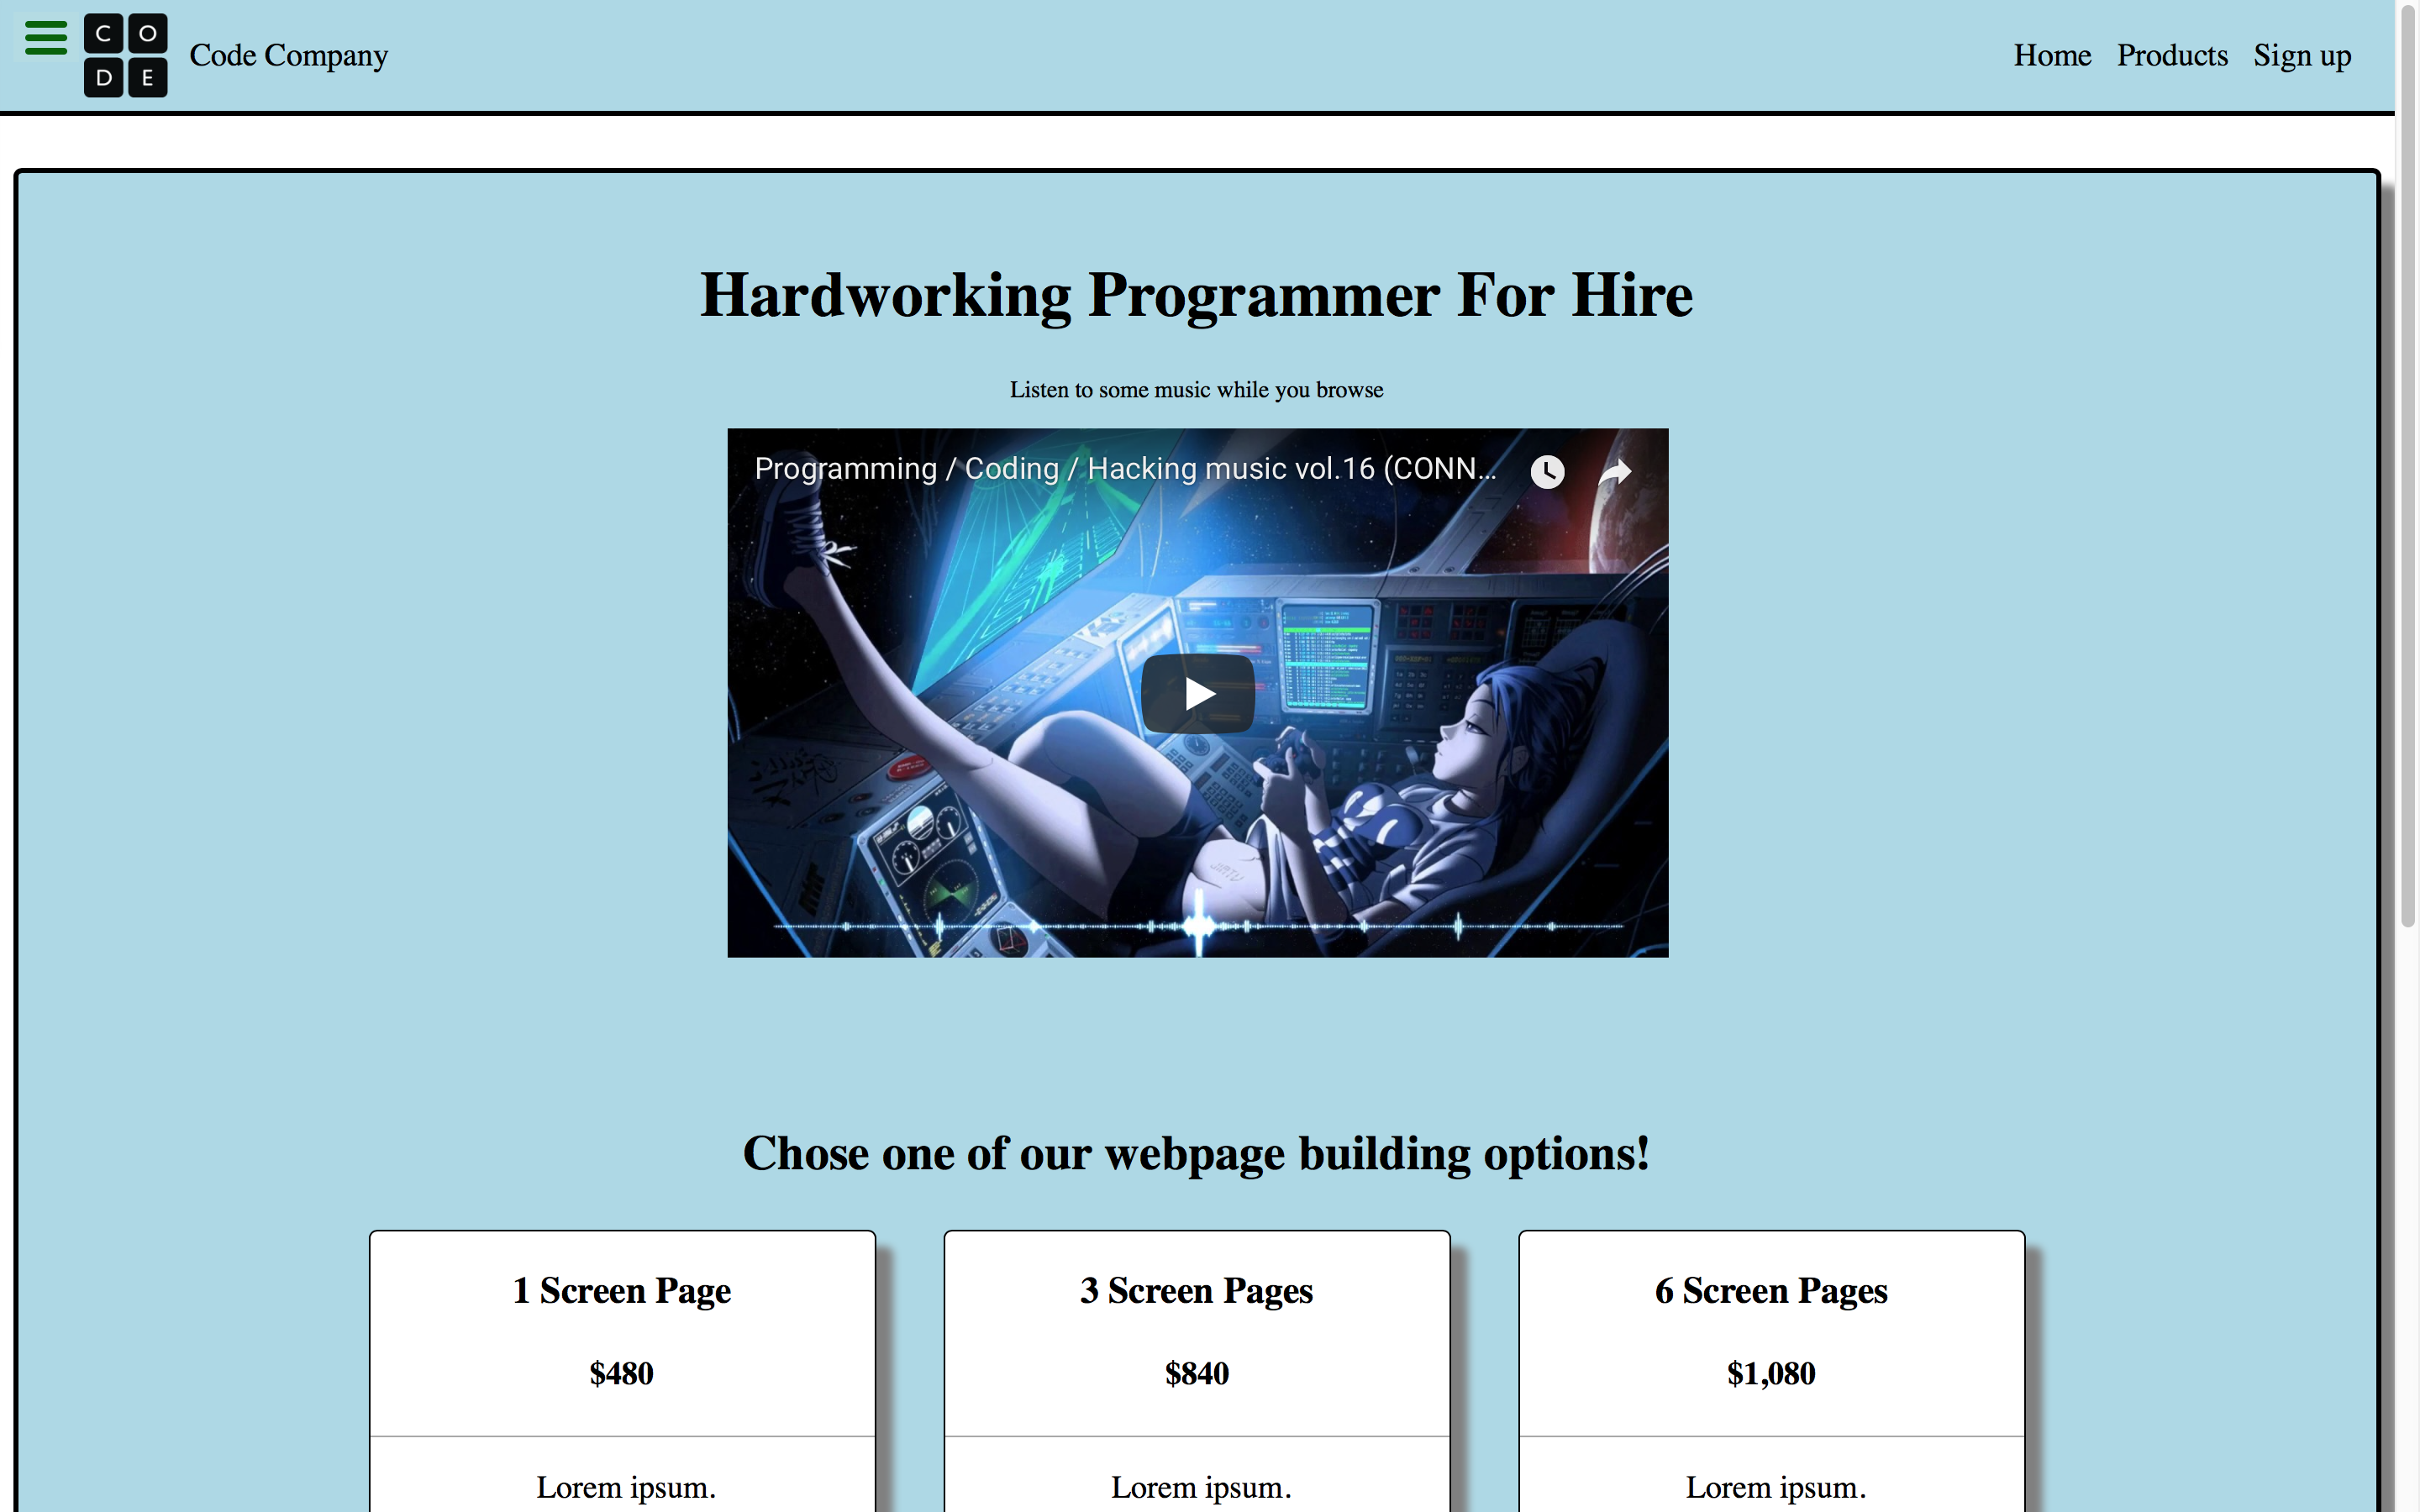 C O
D E
Code Company
Home Products Sign up
Hardworking Programmer For Hire
Listen to some music while you browse
Programming / Coding / Hacking music vol.16 (CONN...
Chose one of our webpage building options!
1 Screen Page
$480
Lorem ipsum.
3 Screen Pages
$840
Lorem ipsum.
6 Screen Pages
$1,080
Lorem ipsum.